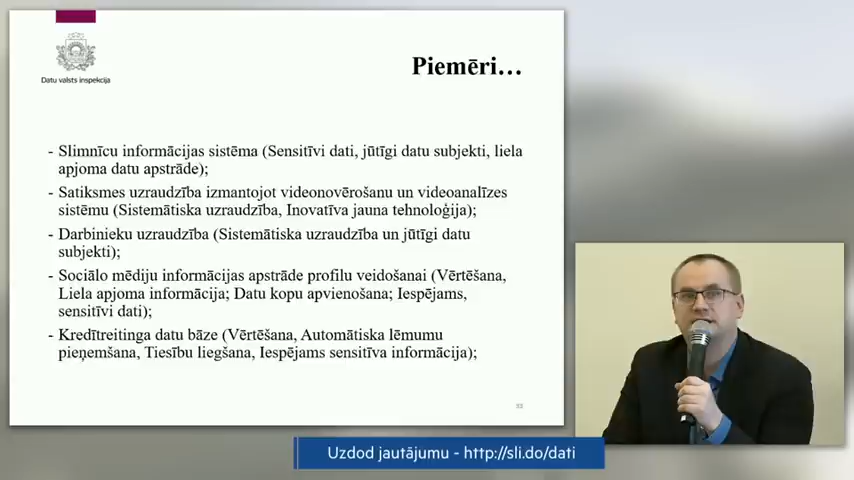 Datu valsts inspekcija
Piemēri…
- Slimnīcu informācijas sistēma (Sensitīvi dati, jūtīgi datu subjekti, liela
apjoma datu apstrāde);
- Satiksmes uzraudzība izmantojot videonovērošanu un videoanalīzes
sistēmu (Sistemātiska uzraudzība, Inovatīva jauna tehnoloģija);
- Darbinieku uzraudzība (Sistemātiska uzraudzība un jūtīgi datu
subjekti);
- Sociālo mēdiju informācijas apstrāde profilu veidošanai (Vērtēšana,
Liela apjoma informācija; Datu kopu apvienošana; Iespējams,
sensitīvi dati);
- Kredītreitinga datu bāze (Vērtēšana, Automātiska lēmumu
pieņemšana, Tiesību liegšana, Iespējams sensitīva informācija);
Uzdod jautājumu - http://sli.do/dati